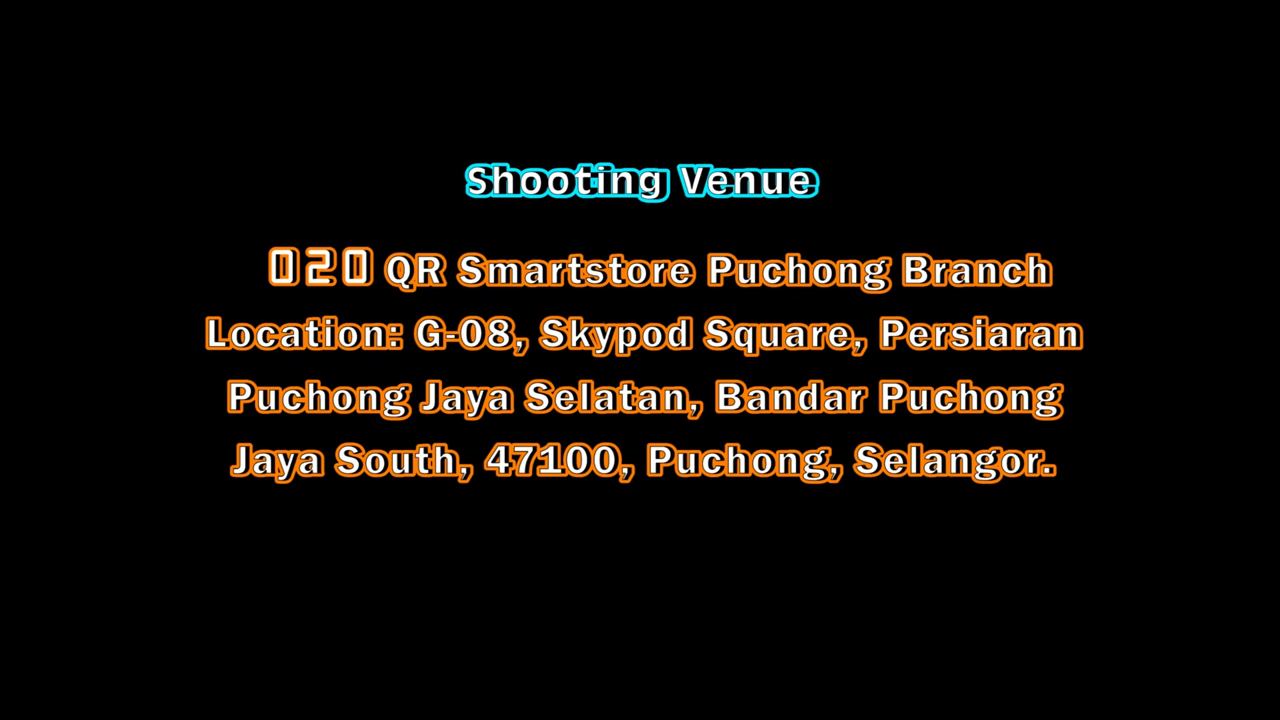 Shooting Venue
020 QR Smartstore Puchong Branch
Location: G-08, Skypod Square, Persiaran
Puchong Jaya Selatan, Bandar Puchong
Jaya South, 47100, Puchong, Selangor.